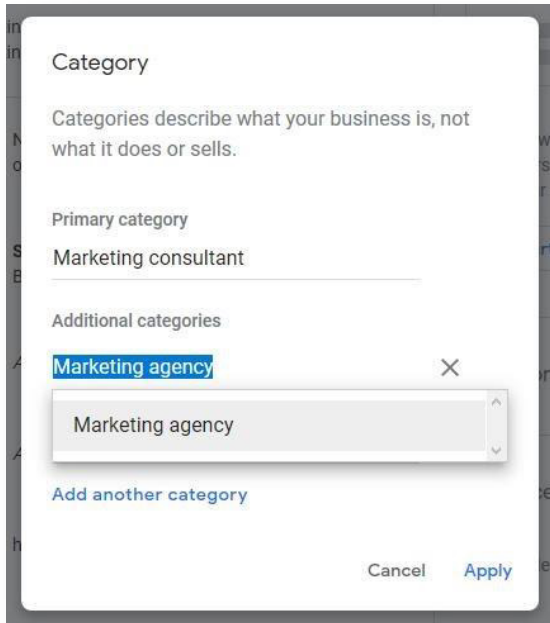 Category
Categories describe what your business is, not
what it does or sells.
Primary category
Marketing consultant
Additional categories
Marketing agency
Marketing agency
Add another category
Cancel Apply